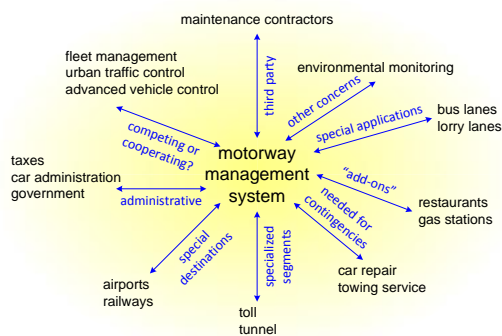 maintenance contractors
fleet management
urban traffic control
advanced vehicle control
third party
environmental monitoring
other concerns
bus lanes
lorry lanes
special applications
competing or
cooperating?
motorway
management
system
taxes
car administration
government
administrative
"add-ons"
restaurants
gas stations
needed for
contingencies
special
destinations
specialized
segments
car repair
towing service
airports
railways
toll
tunnel